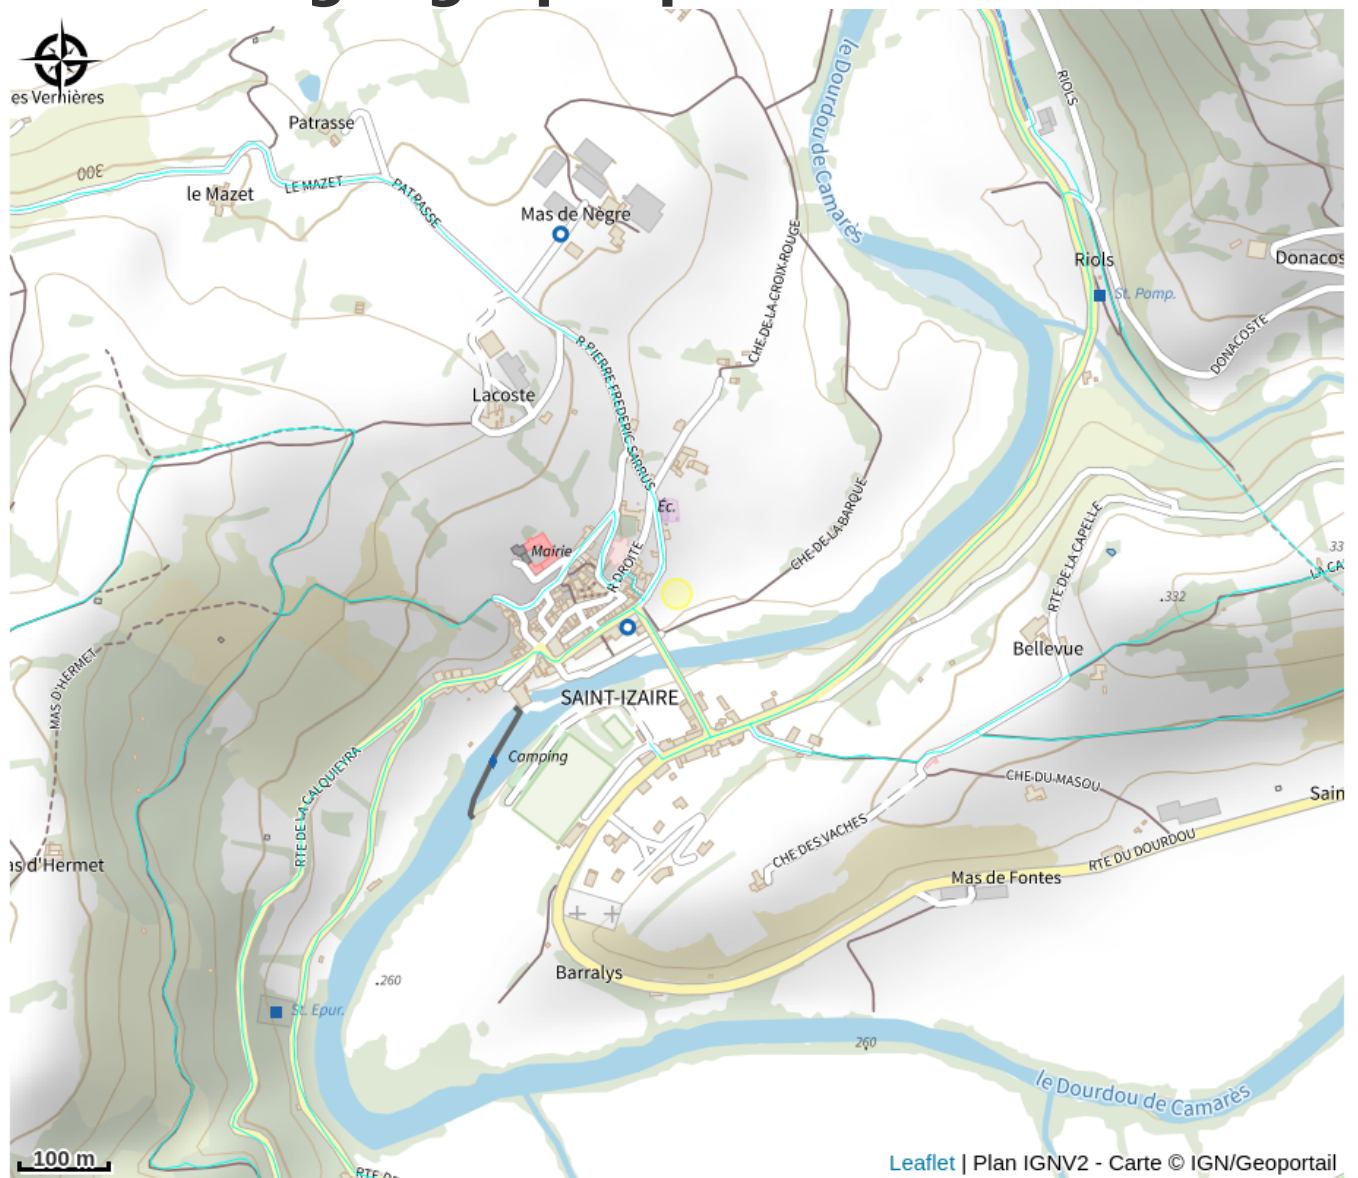 le Dourdou de Camarès
RIOLS
es Vernières
Patrasse
300
le Mazet
LE MAZET
PATRASSE
Mas de Nègre
CHE-DE-LA-CROIX-ROUGE
Riols
Donacos
St. Pomp.
DONACOSTE
R PIERRE FREDERIC SARRUS
Lacoste
Éc.
CHE-DE-LA-BARQUE
RTE-DE-LA CAPELLE
Mairie
R DROITE
33
LA CA
.332
Bellevue
MAS-D'HERMET
SAINT-IZAIRE
Camping
RTE-DE-LA CALQUIEYRA
CHE-DU-MASOU
Sain
CHE DES VACHES
RTE DU DOURDOU
as d'Hermet
Mas de Fontes
Barralys
.260
St. Epur.
260
le Dourdou de Camarès
100 m
RTE-DE
Leaflet | Plan IGNV2 - Carte © IGN/Geoportail